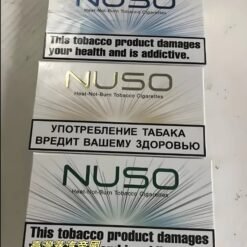 NUSO
Heat-Not-Burn Tobacco Cigarettes
This tobacco product damages
your health and is addictive.
NUSO
Heat-Not-Burn Tobacco Cigarettes
УПОТРЕБЛЕНИЕ ТАБАКА
ВРЕДИТ ВАШЕМУ ЗДОРОВЬЮ
NUSO
Heat-Not-Burn Tobacco Cigarettes
This tobacco product damages